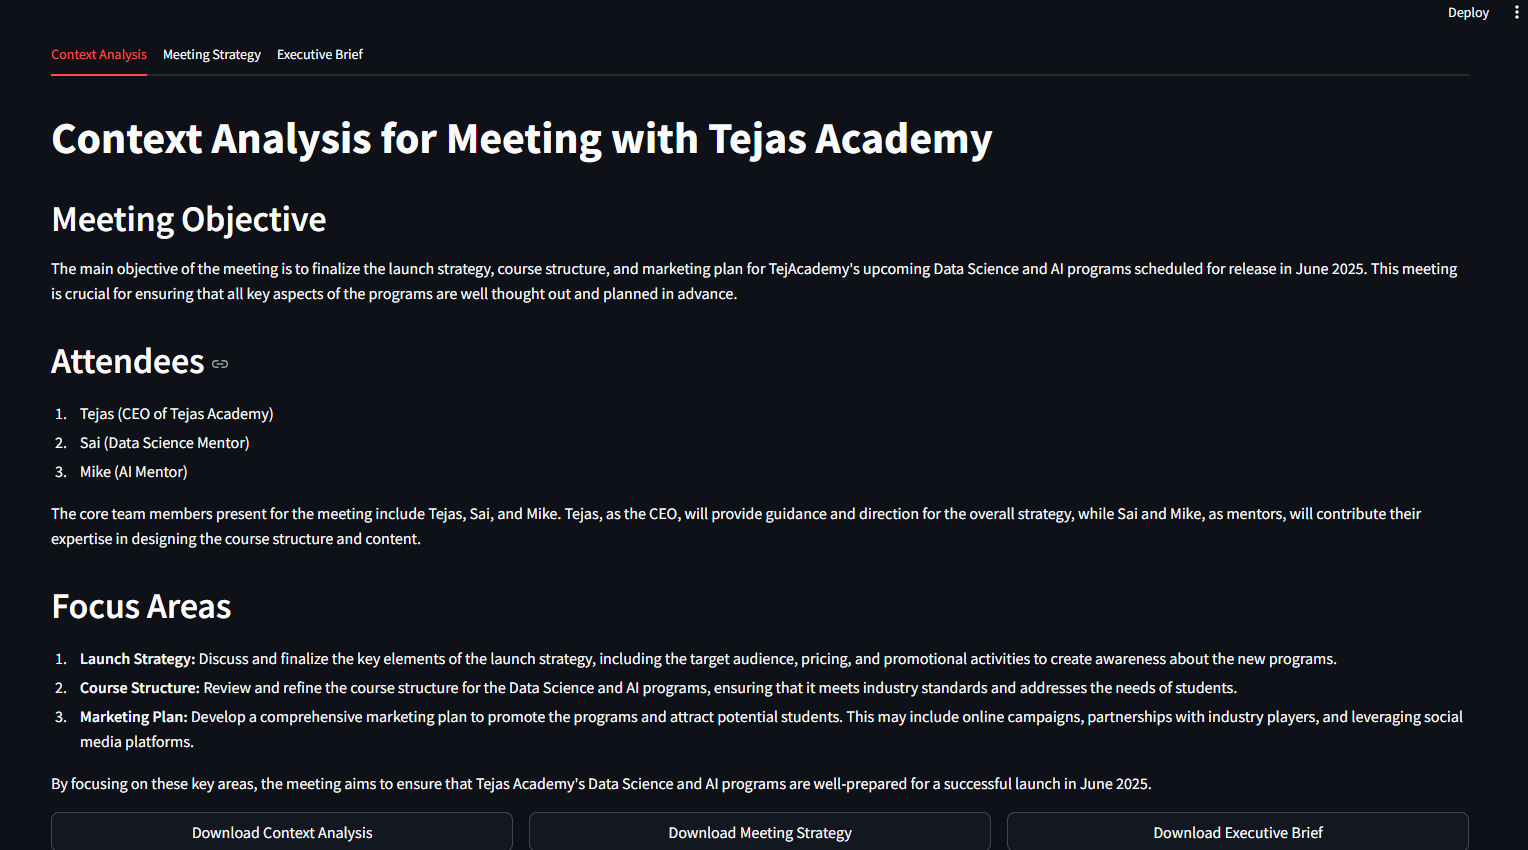 Deploy
Context Analysis Meeting Strategy Executive Brief
Context Analysis for Meeting with Tejas Academy
Meeting Objective
The main objective of the meeting is to finalize the launch strategy, course structure, and marketing plan for TejAcademy's upcoming Data Science and AI programs scheduled for release in June 2025. This meeting
is crucial for ensuring that all key aspects of the programs are well thought out and planned in advance.
Attendees
1. Tejas (CEO of Tejas Academy)
2. Sai (Data Science Mentor)
3. Mike (AI Mentor)
The core team members present for the meeting include Tejas, Sai, and Mike. Tejas, as the CEO, will provide guidance and direction for the overall strategy, while Sai and Mike, as mentors, will contribute their
expertise in designing the course structure and content.
Focus Areas
1. Launch Strategy: Discuss and finalize the key elements of the launch strategy, including the target audience, pricing, and promotional activities to create awareness about the new programs.
2. Course Structure: Review and refine the course structure for the Data Science and AI programs, ensuring that it meets industry standards and addresses the needs of students.
3. Marketing Plan: Develop a comprehensive marketing plan to promote the programs and attract potential students. This may include online campaigns, partnerships with industry players, and leveraging social
media platforms.
By focusing on these key areas, the meeting aims to ensure that Tejas Academy's Data Science and AI programs are well-prepared for a successful launch in June 2025.
Download Context Analysis Download Meeting Strategy Download Executive Brief